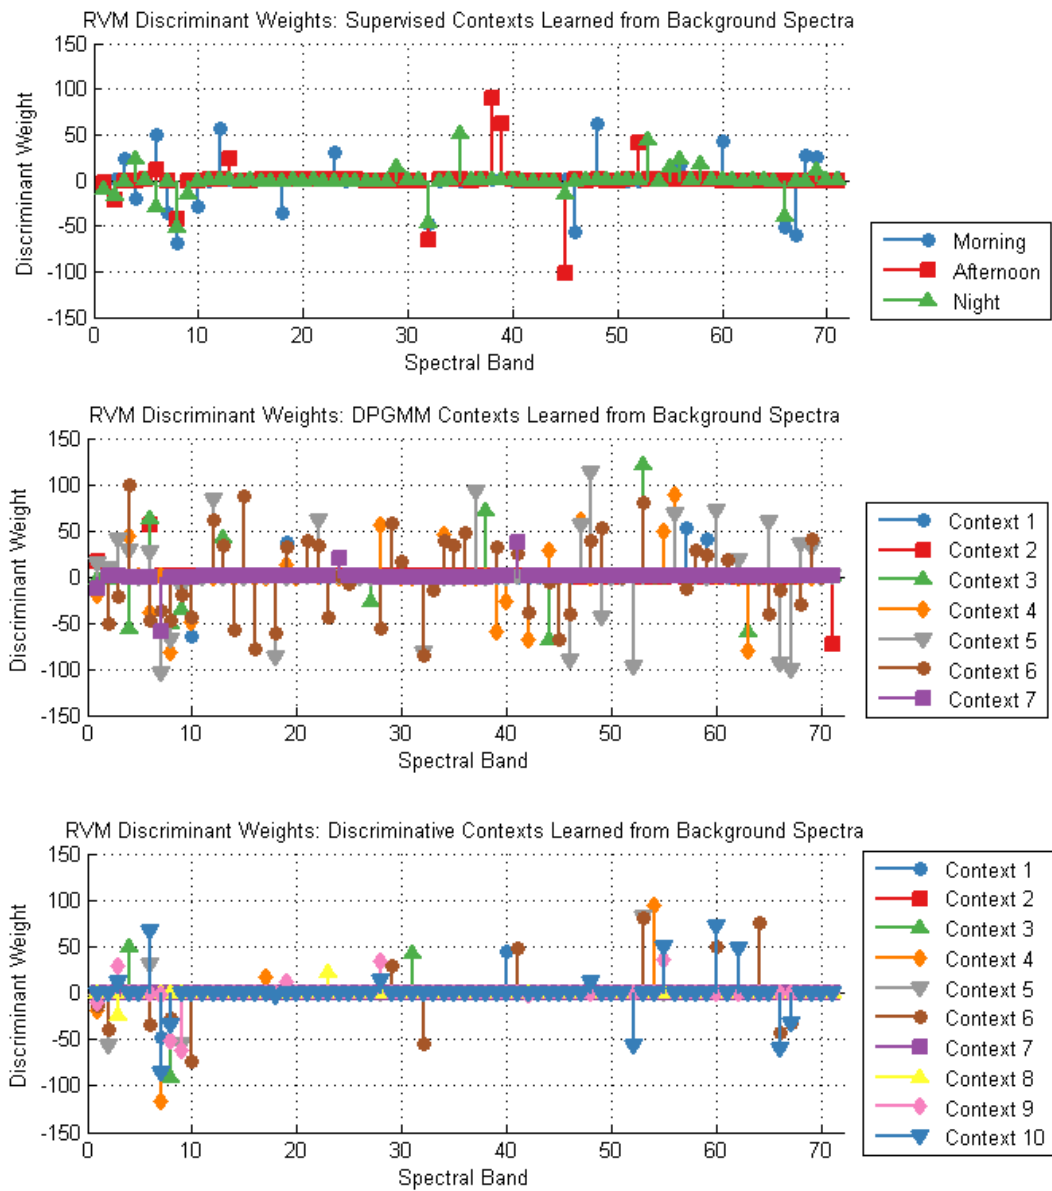 RVM Discriminant Weights: Supervised Contexts Learned from Background Spectra
150
100
50
0
-50
-100
-150
Discriminant Weight
0 10 20 30 40 50 60 70
Spectral Band
Morning
Afternoon
Night
RVM Discriminant Weights: DPGMM Contexts Learned from Background Spectra
150
100
50
0
-50
-100
-150
Discriminant Weight
0 10 20 30 40 50 60 70
Spectral Band
Context 1
Context 2
Context 3
Context 4
Context 5
Context 6
Context 7
RVM Discriminant Weights: Discriminative Contexts Learned from Background Spectra
150
100
50
0
-50
-100
-150
Discriminant Weight
0 10 20 30 40 50 60 70
Spectral Band
Context 1
Context 2
Context 3
Context 4
Context 5
Context 6
Context 7
Context 8
Context 9
Context 10